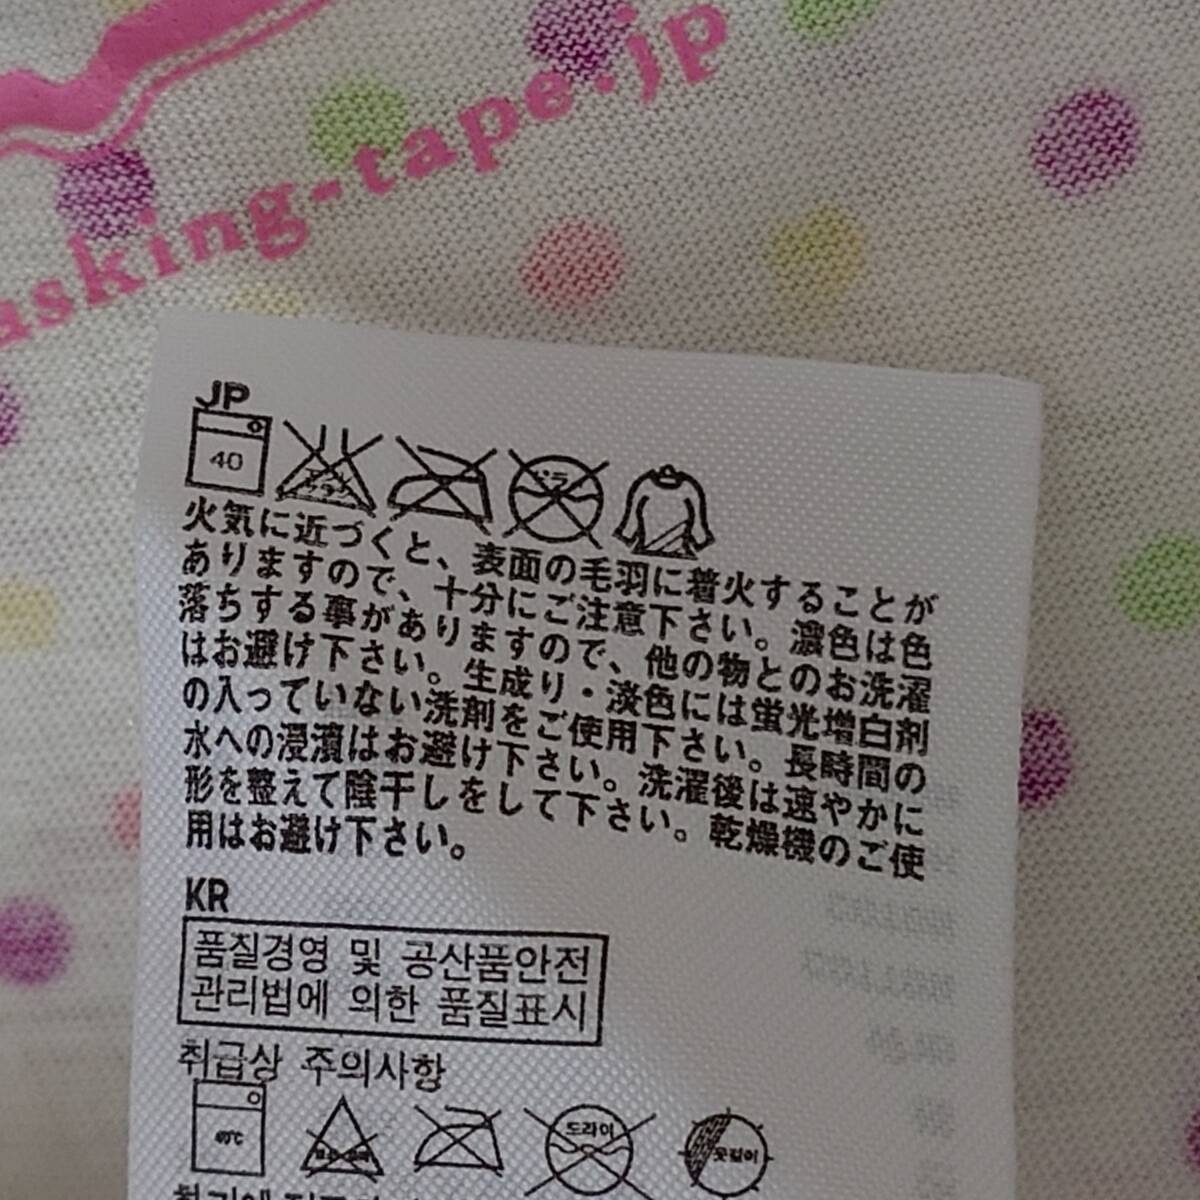 asking-tape.jp
JP
40
ドラ
火気に近づくと、表面の毛羽に着火することが
ありますので、十分にご注意下さい。濃色は色
落ちする事がありますので、他の物とのお洗濯
はお避け下さい。生成り・淡色には蛍光増白剤
の入っていない洗剤をご使用下さい。長時間の
水への浸漬はお避け下さい。洗濯後は速やかに
形を整えて陰干しをして下さい。乾燥機のご使
用はお避け下さい。
KR
품질경영 및 공산품안전
관리법에 의한 품질표시
취급상 주의사항
40℃
드라이
옷걸이